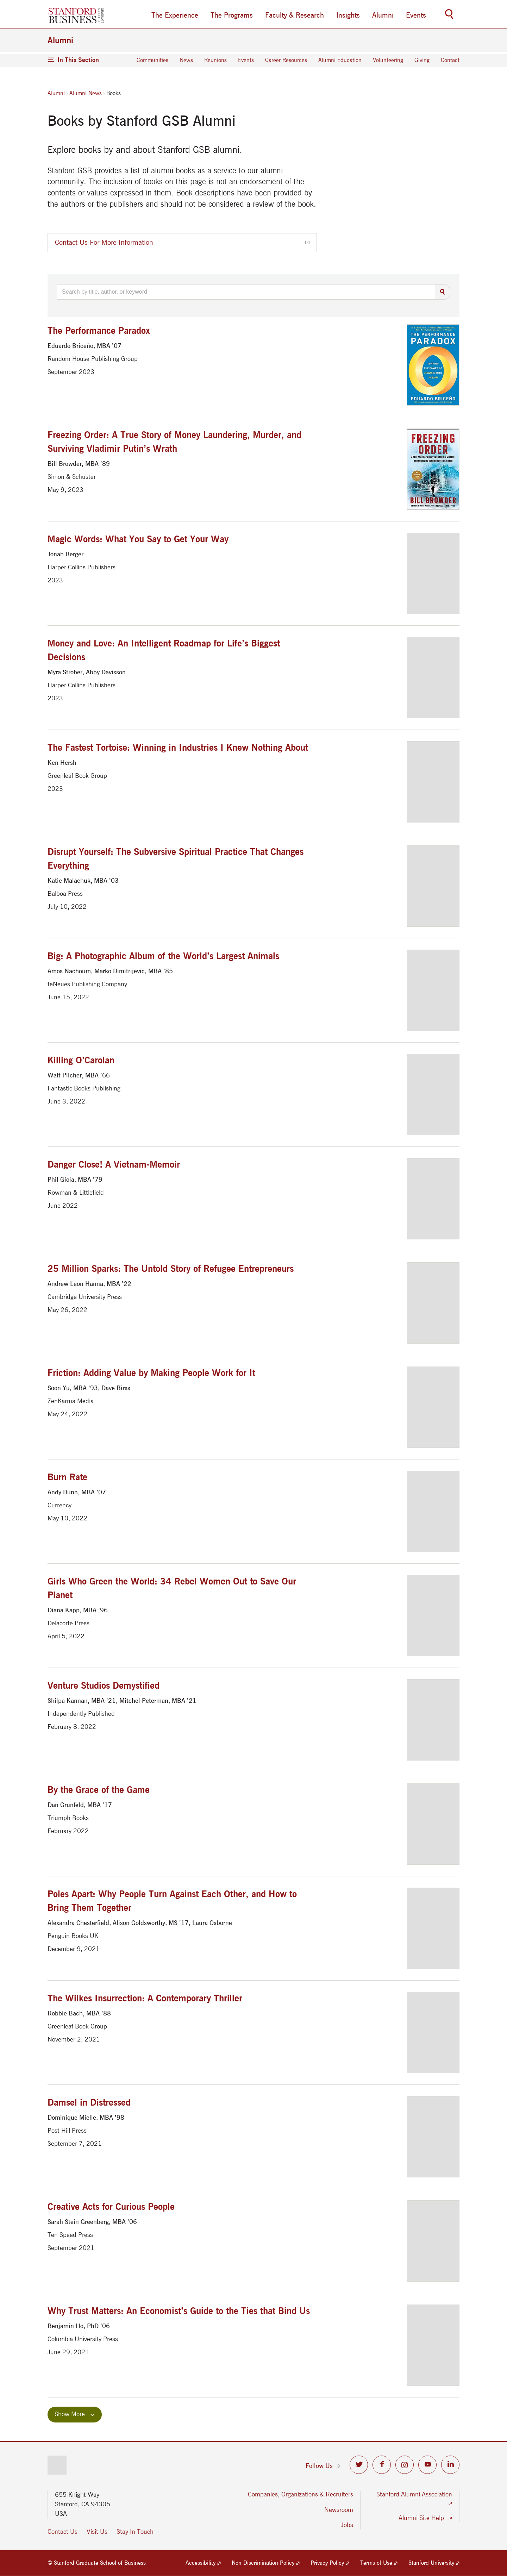 STANFORD
BUSINESS
The Experience
The Programs
Faculty & Research
Insights
Alumni
Events
Alumni
In This Section
Communities
News
Reunions
Events
Career Resources
Alumni Education
Volunteering
Giving
Contact
Alumni › Alumni News › Books
Books by Stanford GSB Alumni
Explore books by and about Stanford GSB alumni.
Stanford GSB provides a list of alumni books as a service to our alumni
community. The inclusion of books on this page is not an endorsement of the
contents or values expressed in them. Book descriptions have been provided by
the authors or the publishers and should not be considered a review of the book.
Contact Us For More Information
Search by title, author, or keyword
The Performance Paradox
Eduardo Briceño, MBA ’07
Random House Publishing Group
September 2023
THE PERFORMANCE
PARADOX
EDUARDO BRICEÑO
Freezing Order: A True Story of Money Laundering, Murder, and
Surviving Vladimir Putin’s Wrath
Bill Browder, MBA ’89
Simon & Schuster
May 9, 2023
FREEZING
ORDER
BILL BROWDER
Magic Words: What You Say to Get Your Way
Jonah Berger
Harper Collins Publishers
2023
Money and Love: An Intelligent Roadmap for Life’s Biggest
Decisions
Myra Strober, Abby Davisson
Harper Collins Publishers
2023
The Fastest Tortoise: Winning in Industries I Knew Nothing About
Ken Hersh
Greenleaf Book Group
2023
Disrupt Yourself: The Subversive Spiritual Practice That Changes
Everything
Katie Malachuk, MBA ’03
Balboa Press
July 10, 2022
Big: A Photographic Album of the World’s Largest Animals
Amos Nachoum, Marko Dimitrijevic, MBA ’85
teNeues Publishing Company
June 15, 2022
Killing O’Carolan
Walt Pilcher, MBA ’66
Fantastic Books Publishing
June 3, 2022
Danger Close! A Vietnam-Memoir
Phil Gioia, MBA ’79
Rowman & Littlefield
June 2022
25 Million Sparks: The Untold Story of Refugee Entrepreneurs
Andrew Leon Hanna, MBA ’22
Cambridge University Press
May 26, 2022
Friction: Adding Value by Making People Work for It
Soon Yu, MBA ’93, Dave Birss
ZenKarma Media
May 24, 2022
Burn Rate
Andy Dunn, MBA ’07
Currency
May 10, 2022
Girls Who Green the World: 34 Rebel Women Out to Save Our
Planet
Diana Kapp, MBA ’96
Delacorte Press
April 5, 2022
Venture Studios Demystified
Shilpa Kannan, MBA ’21, Mitchel Peterman, MBA ’21
Independently Published
February 8, 2022
By the Grace of the Game
Dan Grunfeld, MBA ’17
Triumph Books
February 2022
Poles Apart: Why People Turn Against Each Other, and How to
Bring Them Together
Alexandra Chesterfield, Alison Goldsworthy, MS ’17, Laura Osborne
Penguin Books UK
December 9, 2021
The Wilkes Insurrection: A Contemporary Thriller
Robbie Bach, MBA ’88
Greenleaf Book Group
November 2, 2021
Damsel in Distressed
Dominique Mielle, MBA ’98
Post Hill Press
September 7, 2021
Creative Acts for Curious People
Sarah Stein Greenberg, MBA ’06
Ten Speed Press
September 2021
Why Trust Matters: An Economist’s Guide to the Ties that Bind Us
Benjamin Ho, PhD ’06
Columbia University Press
June 29, 2021
Show More
Follow Us
655 Knight Way
Stanford, CA 94305
USA
Contact Us
Visit Us
Stay In Touch
Companies, Organizations & Recruiters
Newsroom
Jobs
Stanford Alumni Association
Alumni Site Help
© Stanford Graduate School of Business
Accessibility
Non-Discrimination Policy
Privacy Policy
Terms of Use
Stanford University